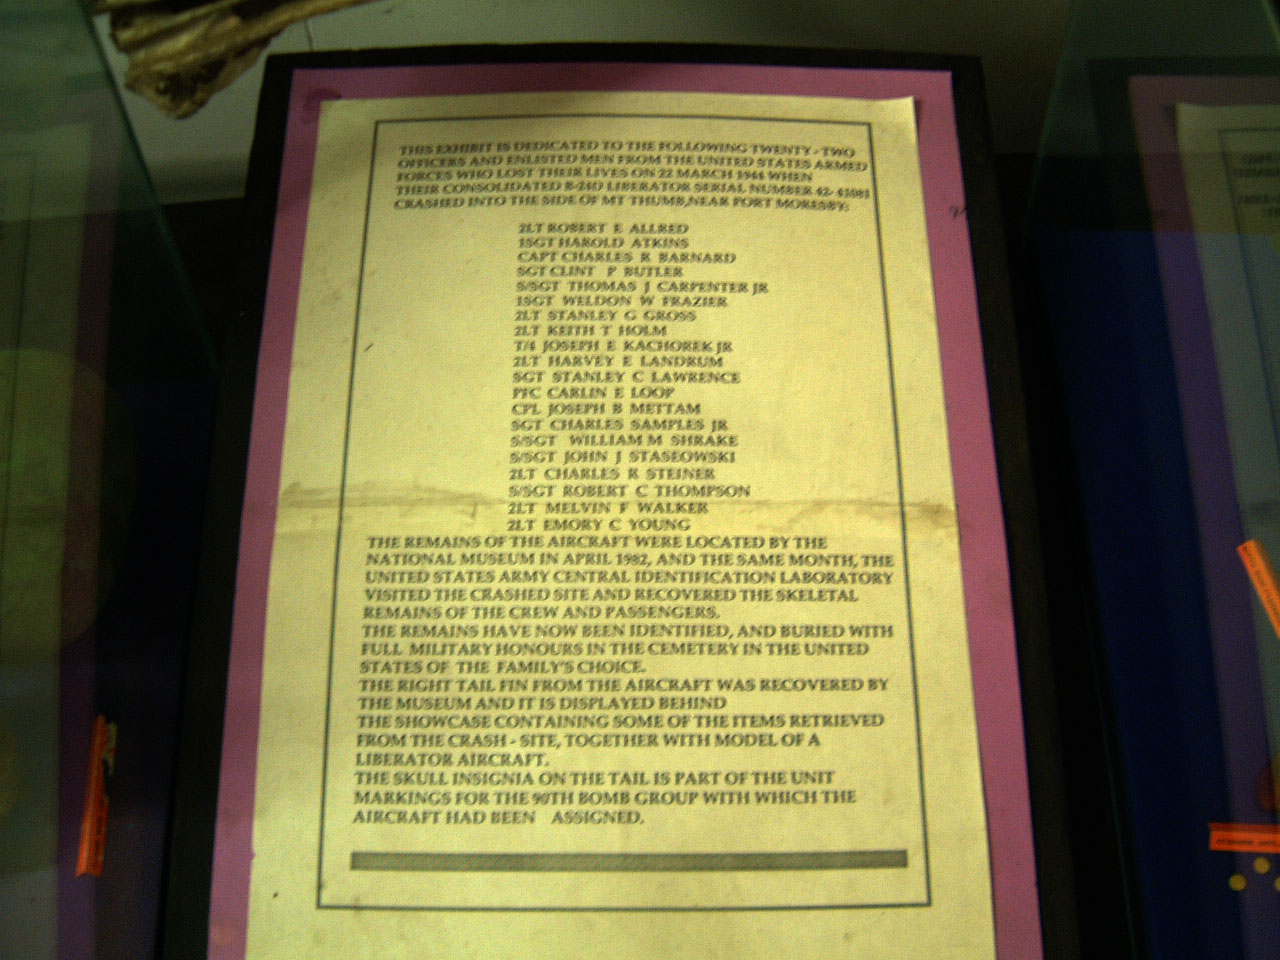 THIS EXHIBIT IS DEDICATED TO THE FOLLOWING TWENTY - TWO
OFFICERS AND ENLISTED MEN FROM THE UNITED STATES ARMED
FORCES WHO LOST THEIR LIVES ON 22 MARCH 1944 WHEN
THEIR CONSOLIDATED B-24D LIBERATOR SERIAL NUMBER 42- 41081
CRASHED INTO THE SIDE OF MT THUMB,NEAR PORT MORESBY:
2LT ROBERT E ALLRED
1SGT HAROLD ATKINS
CAPT CHARLES R BARNARD
SGT CLINT P BUTLER
S/SGT THOMAS J CARPENTER JR
1SGT WELDON W FRAZIER
2LT STANLEY G GROSS
2LT KEITH T HOLM
T/4 JOSEPH E KACHOREK JR
2LT HARVEY E LANDRUM
SGT STANLEY C LAWRENCE
PFC CARLIN E LOOP
CPL JOSEPH B METTAM
SGT CHARLES SAMPLES JR
S/SGT WILLIAM M SHRAKE
S/SGT JOHN J STASEOWSKI
2LT CHARLES R STEINER
S/SGT ROBERT C THOMPSON
2LT MELVIN F WALKER
2LT EMORY C YOUNG
THE REMAINS OF THE AIRCRAFT WERE LOCATED BY THE
NATIONAL MUSEUM IN APRIL 1982, AND THE SAME MONTH, THE
UNITED STATES ARMY CENTRAL IDENTIFICATION LABORATORY
VISITED THE CRASHED SITE AND RECOVERED THE SKELETAL
REMAINS OF THE CREW AND PASSENGERS.
THE REMAINS HAVE NOW BEEN IDENTIFIED, AND BURIED WITH
FULL MILITARY HONOURS IN THE CEMETERY IN THE UNITED
STATES OF THE FAMILY'S CHOICE.
THE RIGHT TAIL FIN FROM THE AIRCRAFT WAS RECOVERED BY
THE MUSEUM AND IT IS DISPLAYED BEHIND
THE SHOWCASE CONTAINING SOME OF THE ITEMS RETRIEVED
FROM THE CRASH - SITE, TOGETHER WITH MODEL OF A
LIBERATOR AIRCRAFT.
THE SKULL INSIGNIA ON THE TAIL IS PART OF THE UNIT
MARKINGS FOR THE 90TH BOMB GROUP WITH WHICH THE
AIRCRAFT HAD BEEN ASSIGNED.